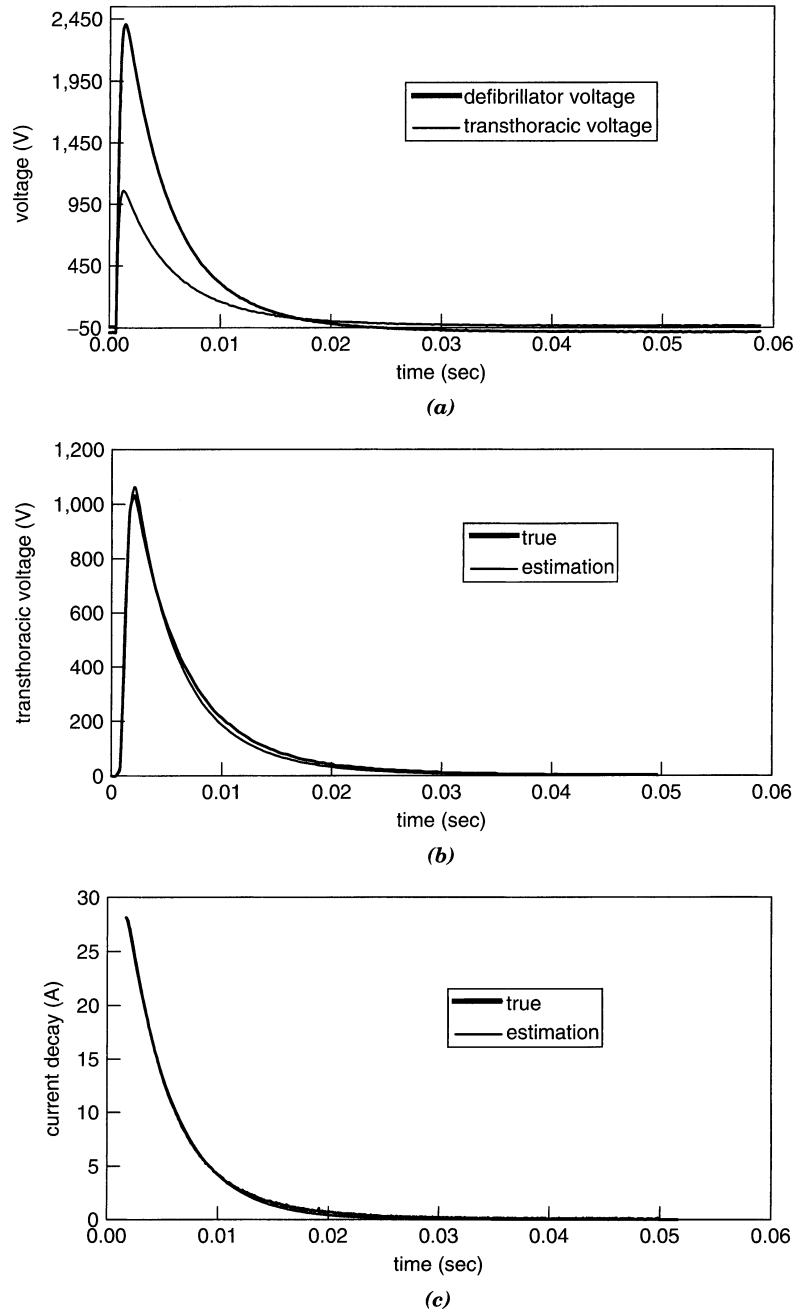 2,450
1,950
1,450
950
450
–50
voltage (V)
defibrillator voltage
transthoracic voltage
0.00 0.01 0.02 0.03 0.04 0.05 0.06
time (sec)
(a)
1,200
1,000
800
600
400
200
0
transthoracic voltage (V)
true
estimation
0 0.01 0.02 0.03 0.04 0.05 0.06
time (sec)
(b)
30
25
20
15
10
5
0
current decay (A)
true
estimation
0.00 0.01 0.02 0.03 0.04 0.05 0.06
time (sec)
(c)